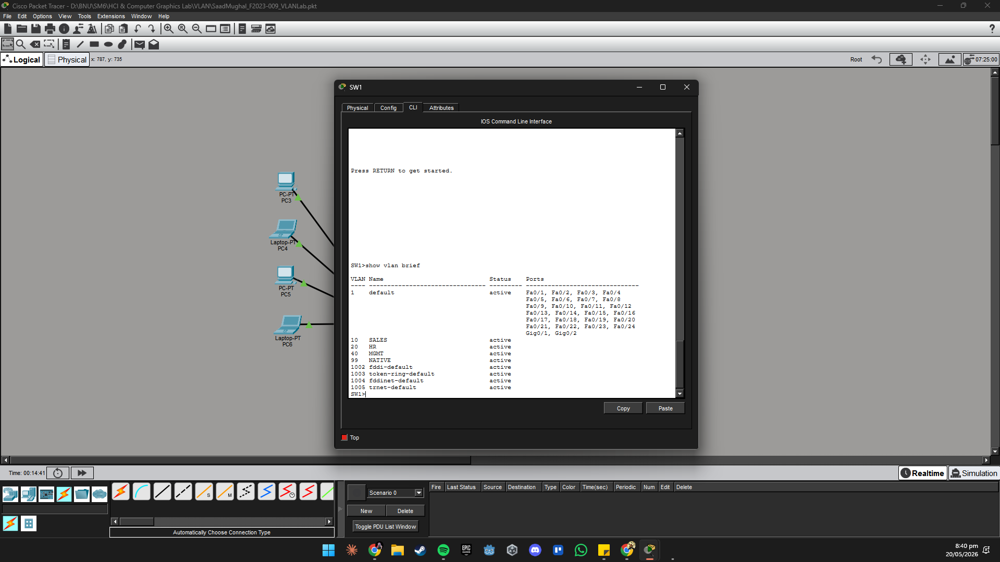 Cisco Packet Tracer - D:\BNU\SM6\HCI & Computer Graphics Lab\VLAN\SaadMughal_F2023-009_VLANLab.pkt
File Edit Options View Tools Extensions Window Help
Logical Physical x: 787, y: 735 Root 07:25:00
SW1
Physical Config CLI Attributes
IOS Command Line Interface
Press RETURN to get started.
SW1>show vlan brief
VLAN Name Status Ports
---- -------------------------------- --------- -------------------------------
1 default active Fa0/1, Fa0/2, Fa0/3, Fa0/4
Fa0/5, Fa0/6, Fa0/7, Fa0/8
Fa0/9, Fa0/10, Fa0/11, Fa0/12
Fa0/13, Fa0/14, Fa0/15, Fa0/16
Fa0/17, Fa0/18, Fa0/19, Fa0/20
Fa0/21, Fa0/22, Fa0/23, Fa0/24
Gig0/1, Gig0/2
10 SALES active
20 HR active
40 MGMT active
99 NATIVE active
1002 fddi-default active
1003 token-ring-default active
1004 fddinet-default active
1005 trnet-default active
SW1>
Copy Paste
Top
PC-PT
PC3
Laptop-PT
PC4
PC-PT
PC5
Laptop-PT
PC6
Time: 00:14:41 Realtime Simulation
S M
Scenario 0
New Delete
Toggle PDU List Window
Fire Last Status Source Destination Type Color Time(sec) Periodic Num Edit Delete
Automatically Choose Connection Type
EPIC
GAMES
8:40 pm
20/05/2026